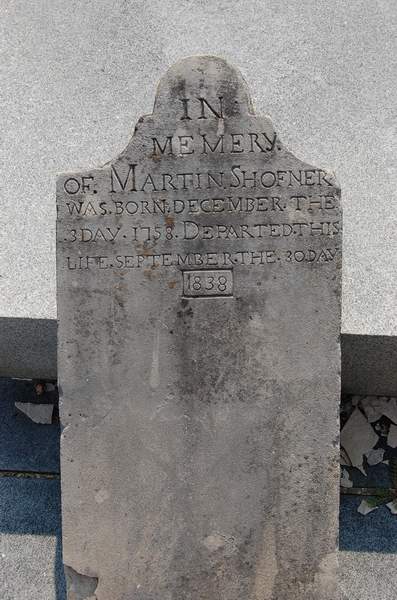 IN
MEMERY.
OF. MARTIN. SHOFNER
WAS. BORN. DECEMBER. THE
3 DAY. 1758. DEPARTED. THIS
LIFE. SEPTEMBER. THE. 30 DAY
1838